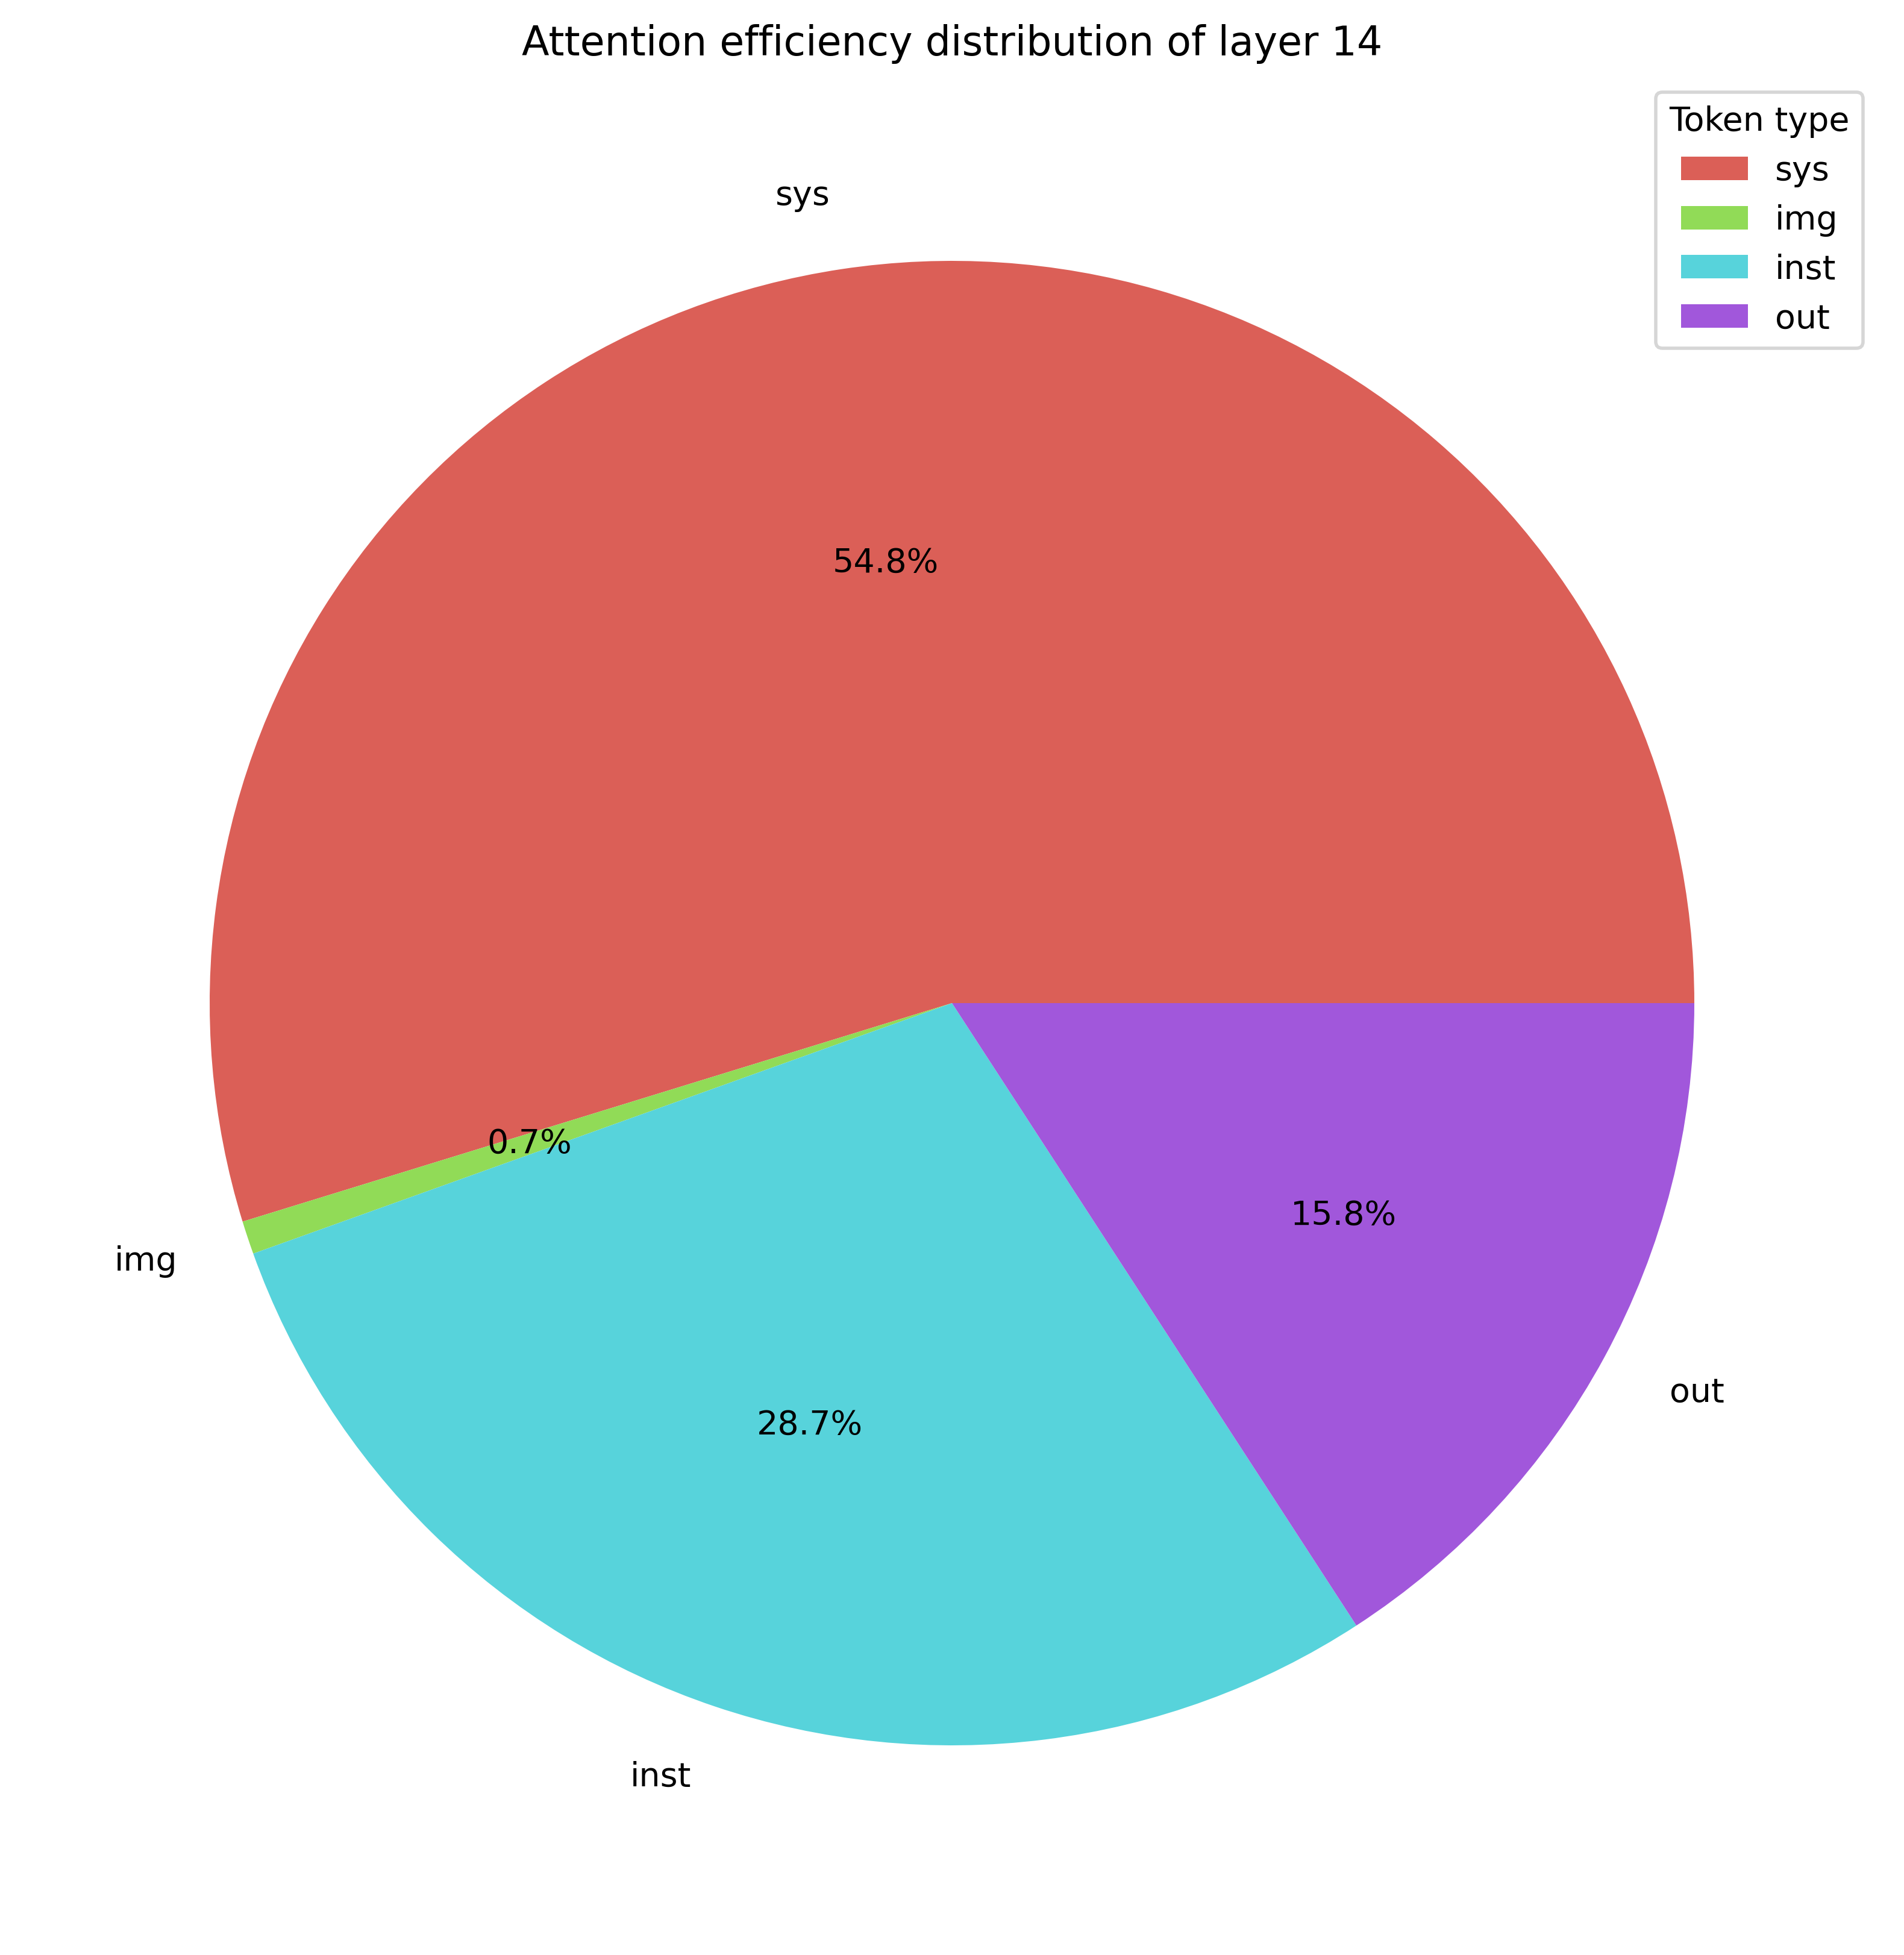 Attention efficiency distribution of layer 14
Token type
sys
img
inst
out
sys
54.8%
0.7%
img
15.8%
out
28.7%
inst